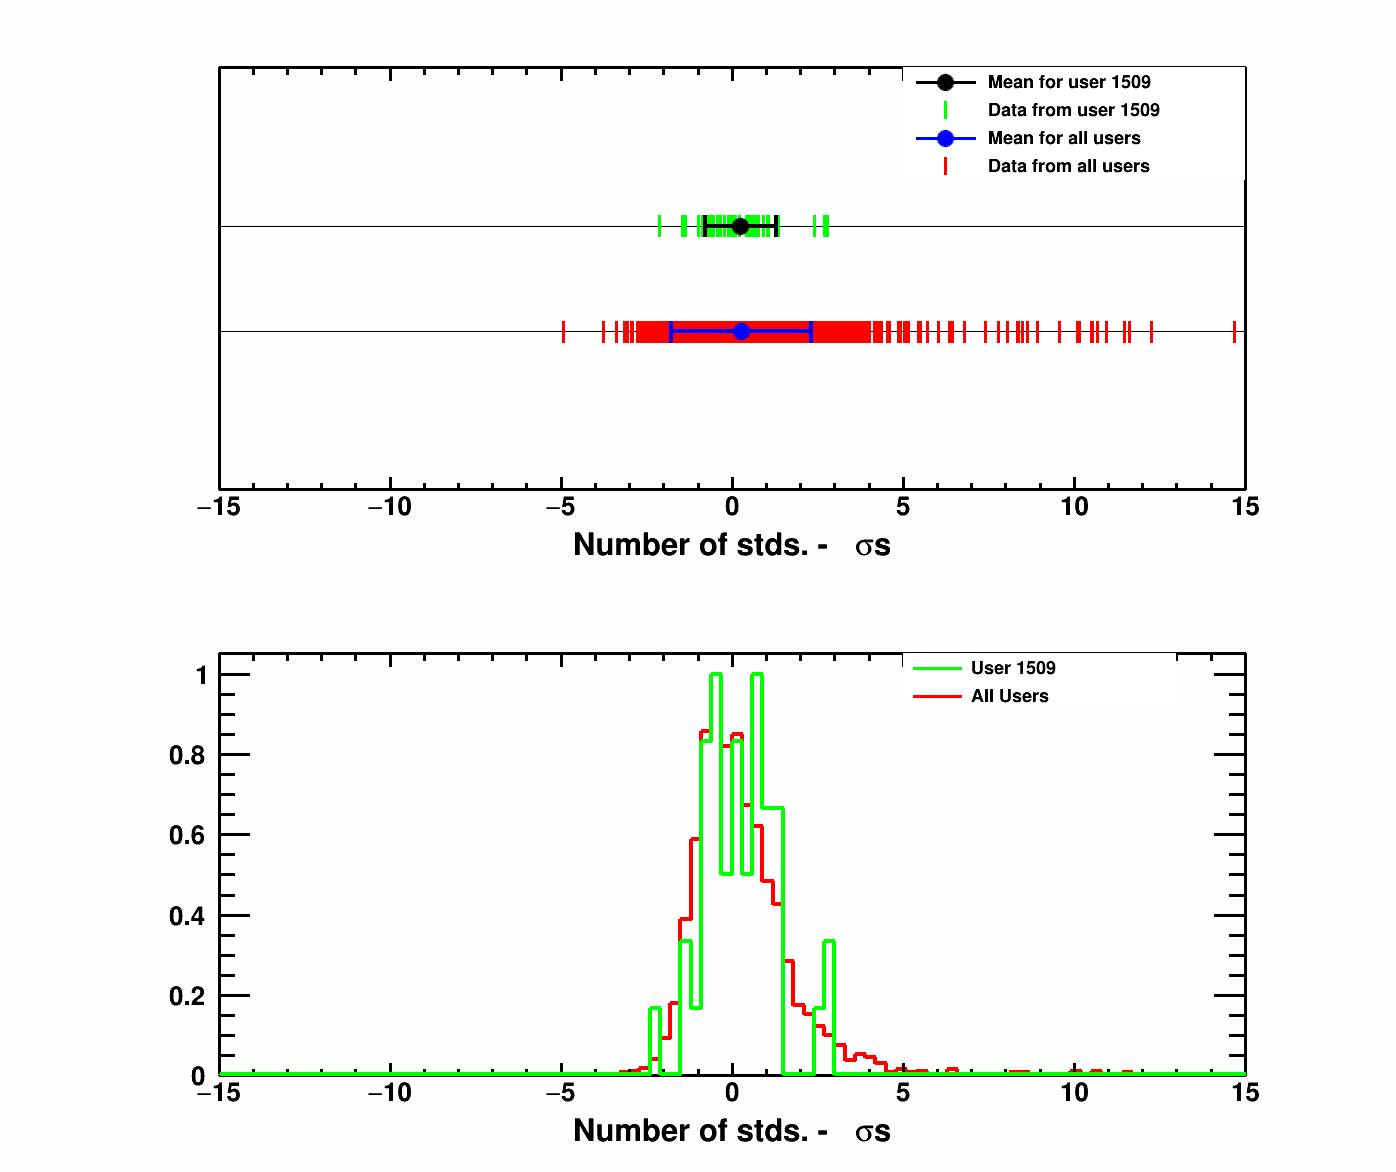 Mean for user 1509
Data from user 1509
Mean for all users
Data from all users
−15 −10 −5 0 5 10 15
Number of stds. - σs
User 1509
All Users
1
0.8
0.6
0.4
0.2
0
−15 −10 −5 0 5 10 15
Number of stds. - σs